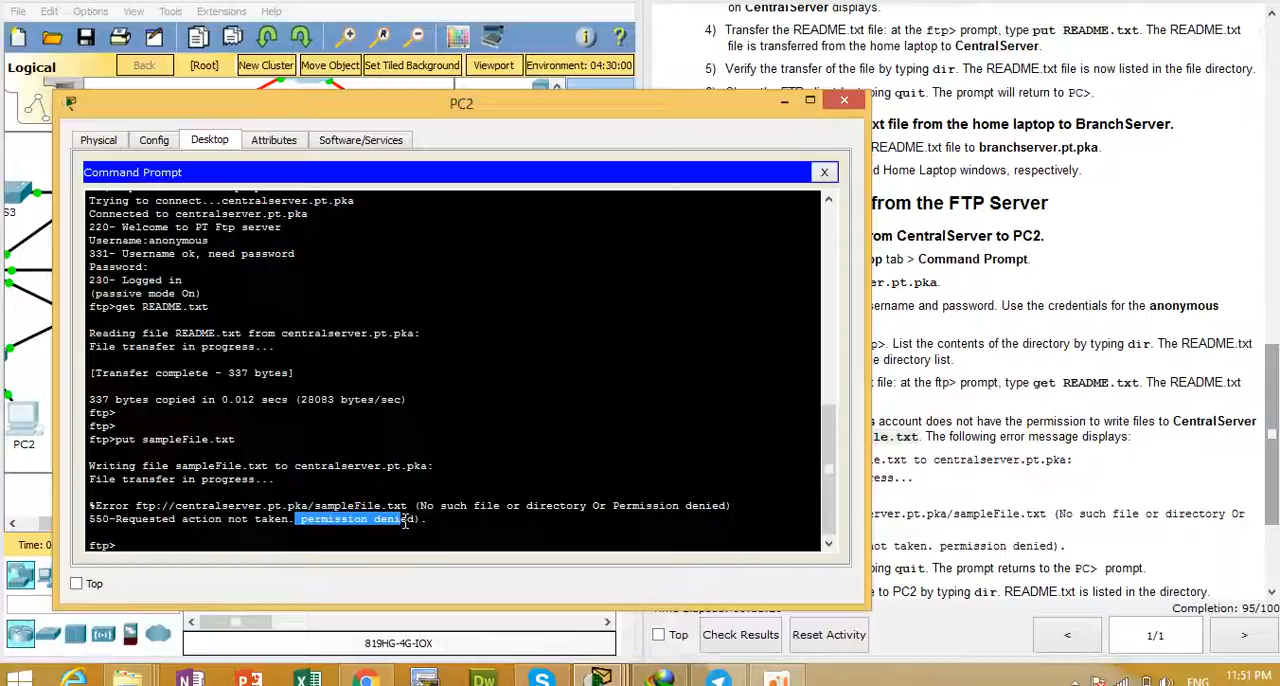 File Edit Options View Tools Extensions Help
Logical
Back
[Root]
New Cluster
Move Object
Set Tiled Background
Viewport
Environment: 04:30:00
S3
PC2
Time: 0
PC2
Physical Config Desktop Attributes Software/Services
Command Prompt
X
Trying to connect...centralserver.pt.pka
Connected to centralserver.pt.pka
220- Welcome to PT Ftp server
Username:anonymous
331- Username ok, need password
Password:
230- Logged in
(passive mode On)
ftp>get README.txt
Reading file README.txt from centralserver.pt.pka:
File transfer in progress...
[Transfer complete - 337 bytes]
337 bytes copied in 0.012 secs (28083 bytes/sec)
ftp>
ftp>
ftp>put sampleFile.txt
Writing file sampleFile.txt to centralserver.pt.pka:
File transfer in progress...
%Error ftp://centralserver.pt.pka/sampleFile.txt (No such file or directory Or Permission denied)
550-Requested action not taken. permission denied).
ftp>
Top
819HG-4G-IOX
on CentralServer displays.
4) Transfer the README.txt file: at the ftp> prompt, type put README.txt. The README.txt
file is transferred from the home laptop to CentralServer.
5) Verify the transfer of the file by typing dir. The README.txt file is now listed in the file directory.
typing quit. The prompt will return to PC>.
xt file from the home laptop to BranchServer.
README.txt file to branchserver.pt.pka.
d Home Laptop windows, respectively.
from the FTP Server
rom CentralServer to PC2.
op tab > Command Prompt.
er.pt.pka.
sername and password. Use the credentials for the anonymous
>. List the contents of the directory by typing dir. The README.txt
e directory list.
t file: at the ftp> prompt, type get README.txt. The README.txt
s account does not have the permission to write files to CentralServer
le.txt. The following error message displays:
e.txt to centralserver.pt.pka:
ress...
ver.pt.pka/sampleFile.txt (No such file or directory Or
not taken. permission denied).
ping quit. The prompt returns to the PC> prompt.
to PC2 by typing dir. README.txt is listed in the directory.
Completion: 95/100
Top
Check Results
Reset Activity
<
1/1
>
ENG
11:51 PM